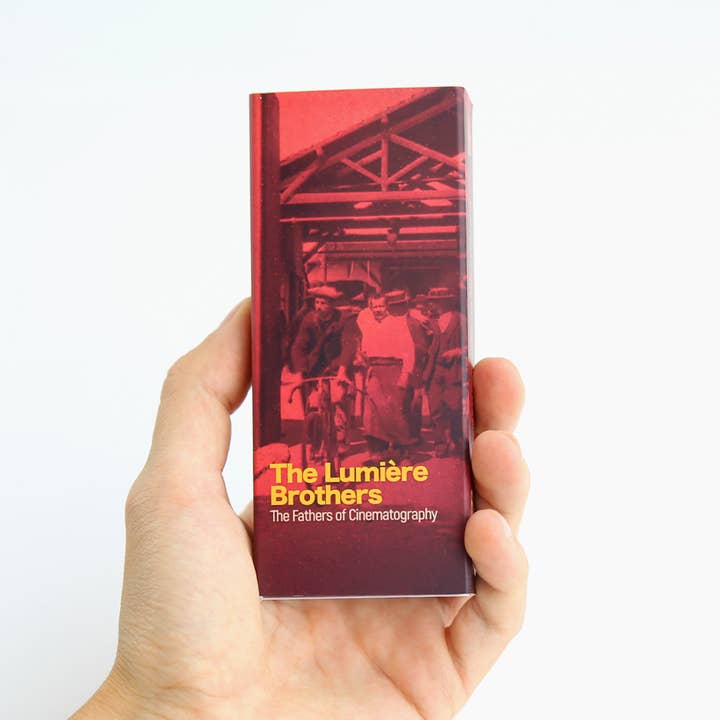 The Lumière
Brothers
The Fathers of Cinematography